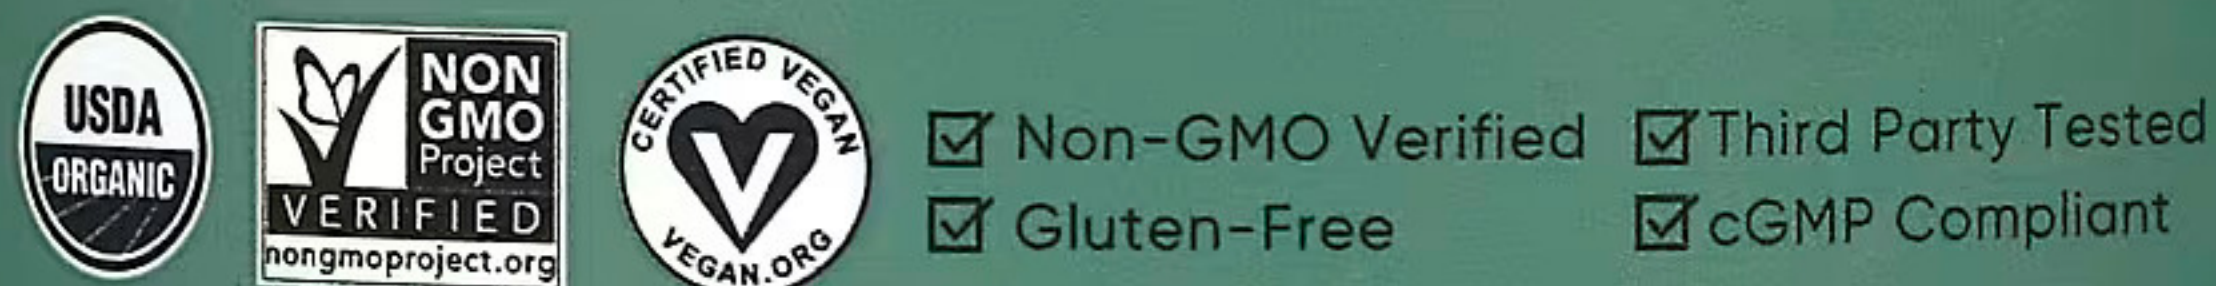 USDA
ORGANIC
NON
GMO
Project
VERIFIED
nongmoproject.org
CERTIFIED VEGAN
V
VEGAN.ORG
Non-GMO Verified
Gluten-Free
Third Party Tested
cGMP Compliant